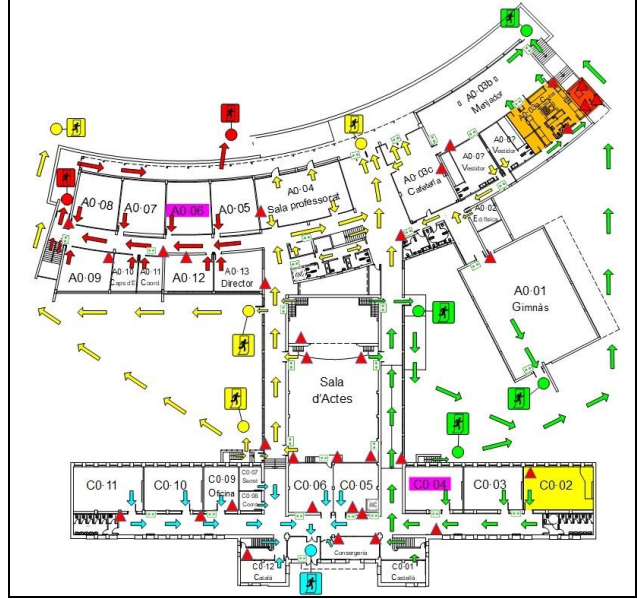 A0·03b
Menjador
A0·0?
Vestidor
A0·0?
Vestidor
A0·03c
Cafeteria
A0·04
Sala professorat
A0·08
A0·07
A0·06
A0·05
A0·02
Ed.física
A0·09
A0·10
A0·11
Coord.
A0·12
A0·13
Director
A0·01
Gimnàs
Sala
d'Actes
C0·11
C0·10
C0·09
Oficina
C0·07
Secret
C0·08
Coord
C0·06
C0·05
C0·04
C0·03
C0·02
Consergeria
C0·12
Català
C0·01
Castellà